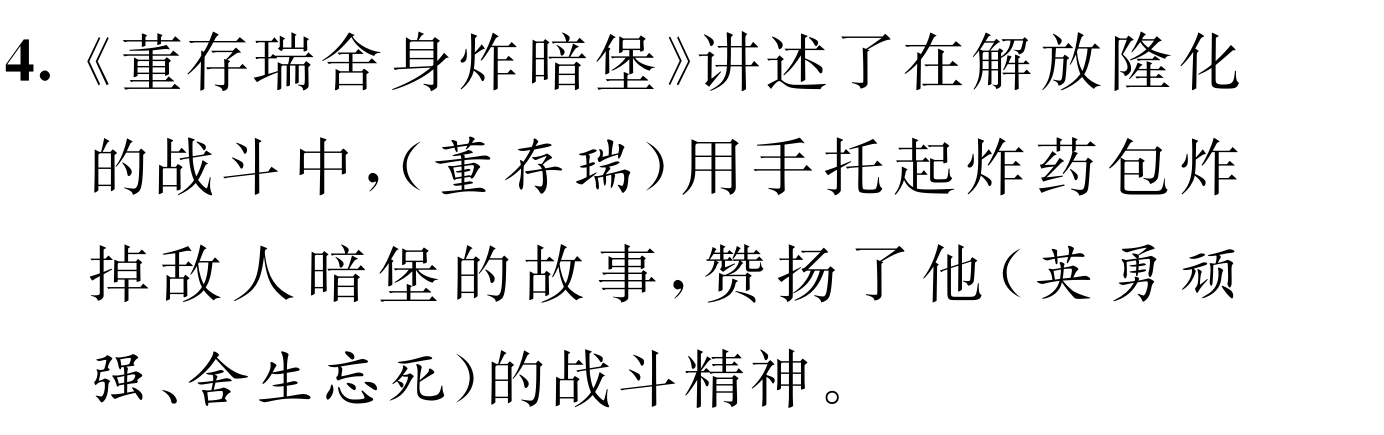 4.《董存瑞舍身炸暗堡》讲述了在解放隆化
的战斗中,(董存瑞)用手托起炸药包炸
掉敌人暗堡的故事,赞扬了他(英勇顽
强、舍生忘死)的战斗精神。